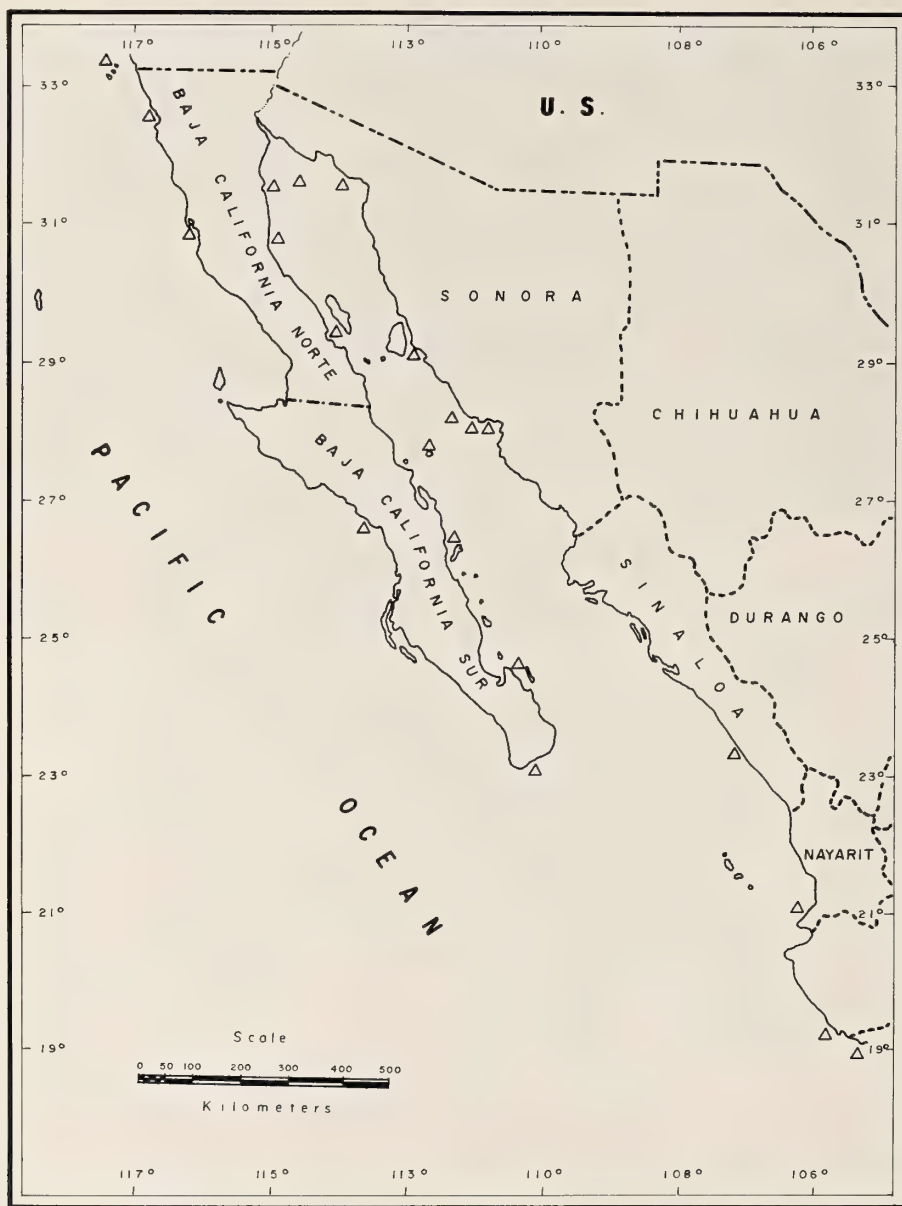 117° 115° 113° 110° 108° 106°
33° 33°
U. S.
BAJA CALIFORNIA NORTE
31° 31°
SONORA
29° 29°
CHIHUAHUA
BAJA CALIFORNIA SUR
PACIFIC
27° 27°
SINALOA
DURANGO
25° 25°
23° 23°
OCEAN
NAYARIT
21° 21°
Scale
19° 19°
0 50 100 200 300 400 500
Kilometers
117° 115° 113° 110° 108° 106°